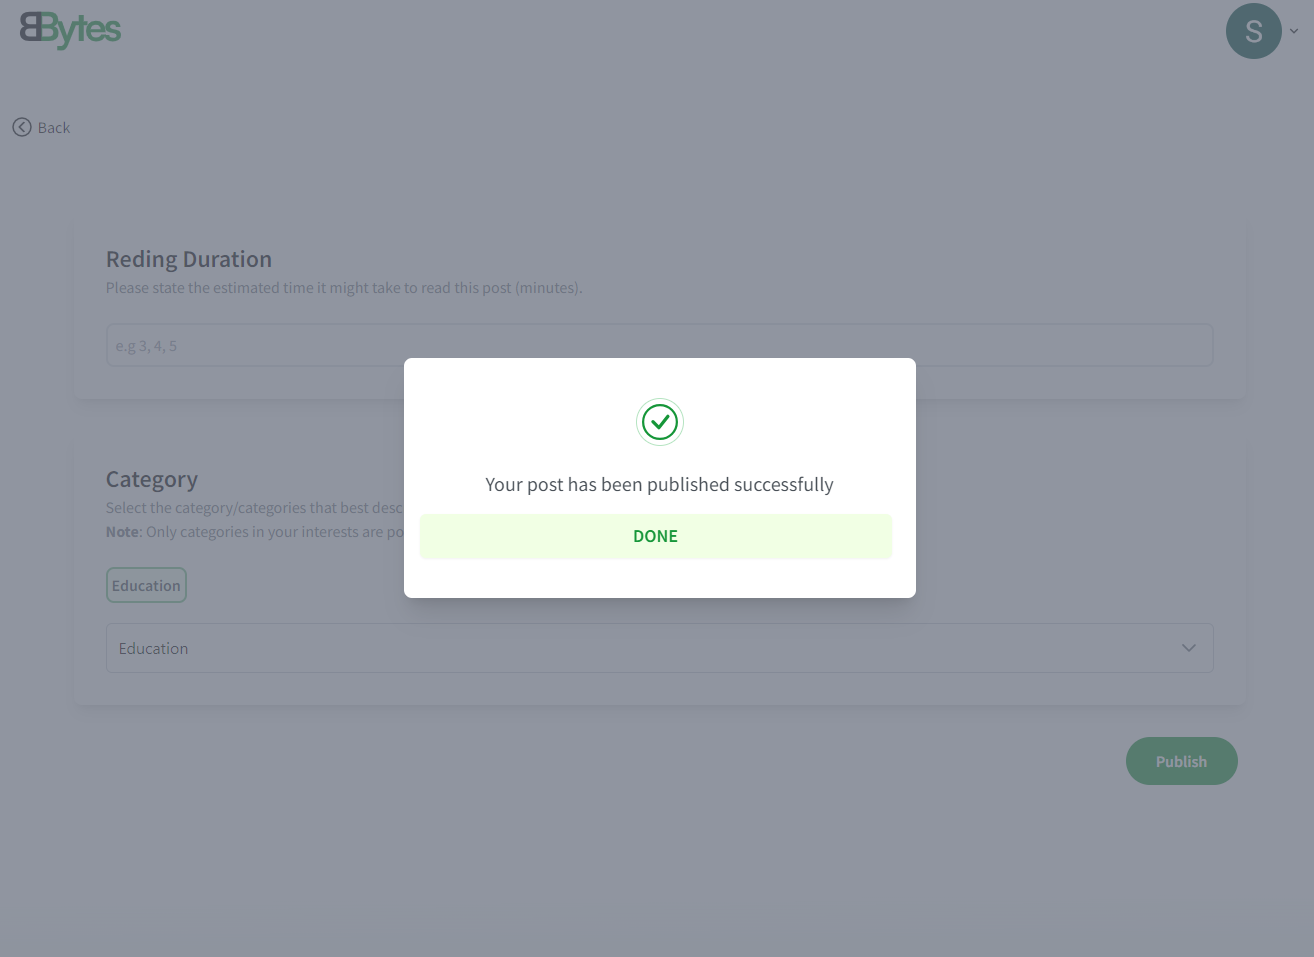 BBytes
S
Back
Reding Duration
Please state the estimated time it might take to read this post (minutes).
e.g 3, 4, 5
Your post has been published successfully
DONE
Category
Select the category/categories that best desc
Note: Only categories in your interests are po
Education
Education
Publish